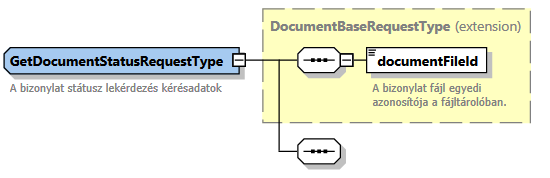 DocumentBaseRequestType (extension)
GetDocumentStatusRequestType
documentFileId
A bizonylat státusz lekérdezés kérésadatok
A bizonylat fájl egyedi
azonosítója a fájltárolóban.